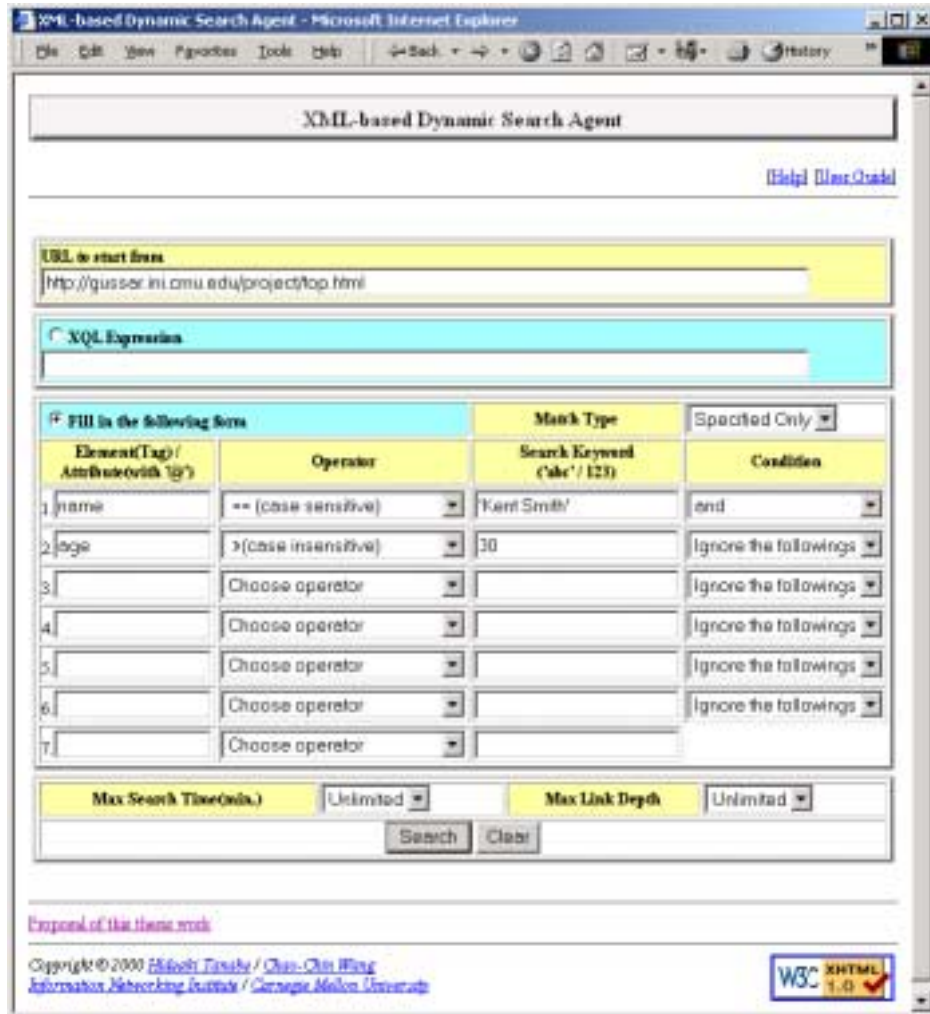 XML-based Dynamic Search Agent - Microsoft Internet Explorer
File Edit View Favorites Tools Help Back History
XML-based Dynamic Search Agent
[Help] [User Guide]
URL to start from
http://gusser.ini.cmu.edu/project/top.html
XQL Expression
Fill in the following form Match Type Specified Only
Element(Tag) / Attribute(with '@') Operator Search Keyword ('abc' / 123) Condition
1. name == (case sensitive) 'Kent Smith' and
2. age >(case insensitive) 30 Ignore the followings
3. Choose operator Ignore the followings
4. Choose operator Ignore the followings
5. Choose operator Ignore the followings
6. Choose operator Ignore the followings
7. Choose operator
Max Search Time(min.) Unlimited Max Link Depth Unlimited
Search Clear
Proposal of this thesis work
Copyright © 2000 Hideaki Tanabe / Chao-Chin Wang
Information Networking Institute / Carnegie Mellon University
W3C XHTML 1.0